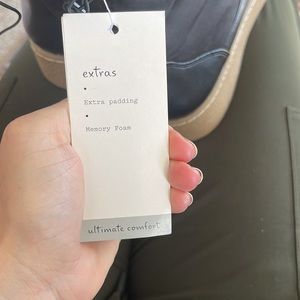 extras
•
Extra padding
•
Memory Foam
ultimate comfort